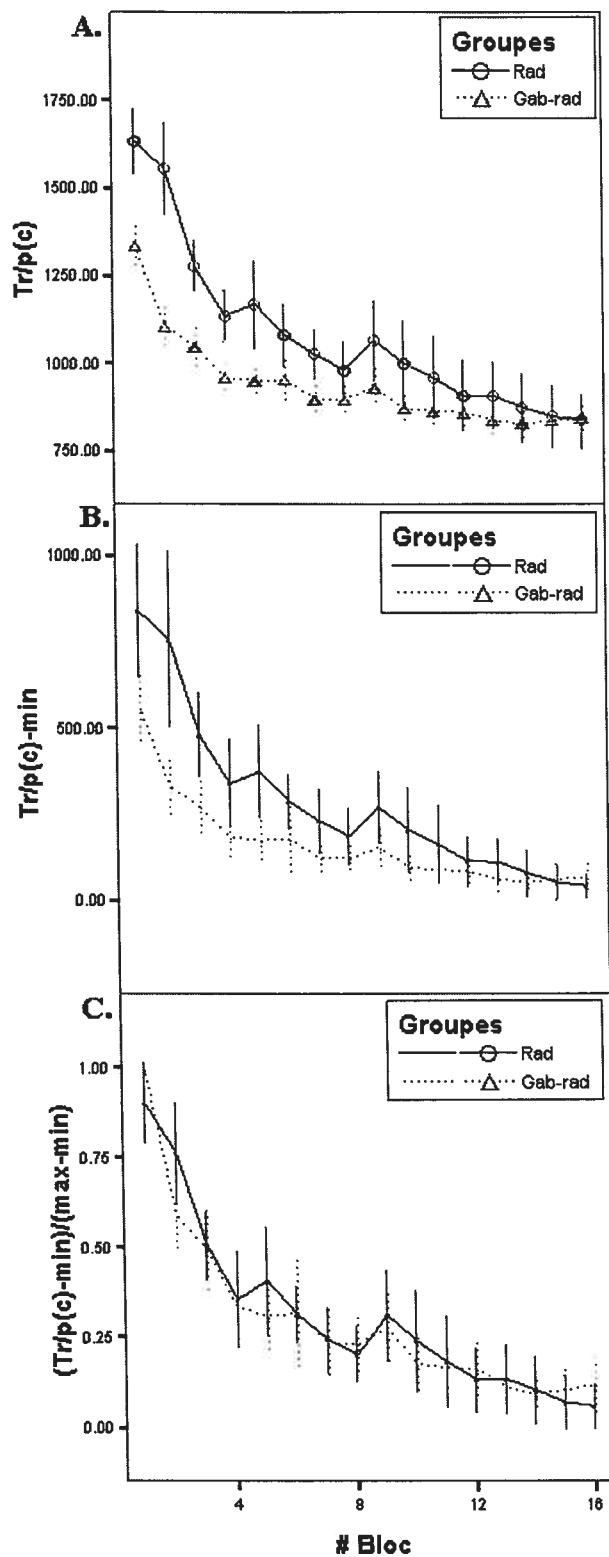 A.
Groupes
Rad
Gab-rad
1750.00
1500.00
1250.00
1000.00
750.00
Tr/p(c)
B.
Groupes
Rad
Gab-rad
1000.00
500.00
0.00
Tr/p(c)-min
C.
Groupes
Rad
Gab-rad
1.00
0.75
0.50
0.25
0.00
(Tr/p(c)-min)/(max-min)
4 8 12 16
# Bloc